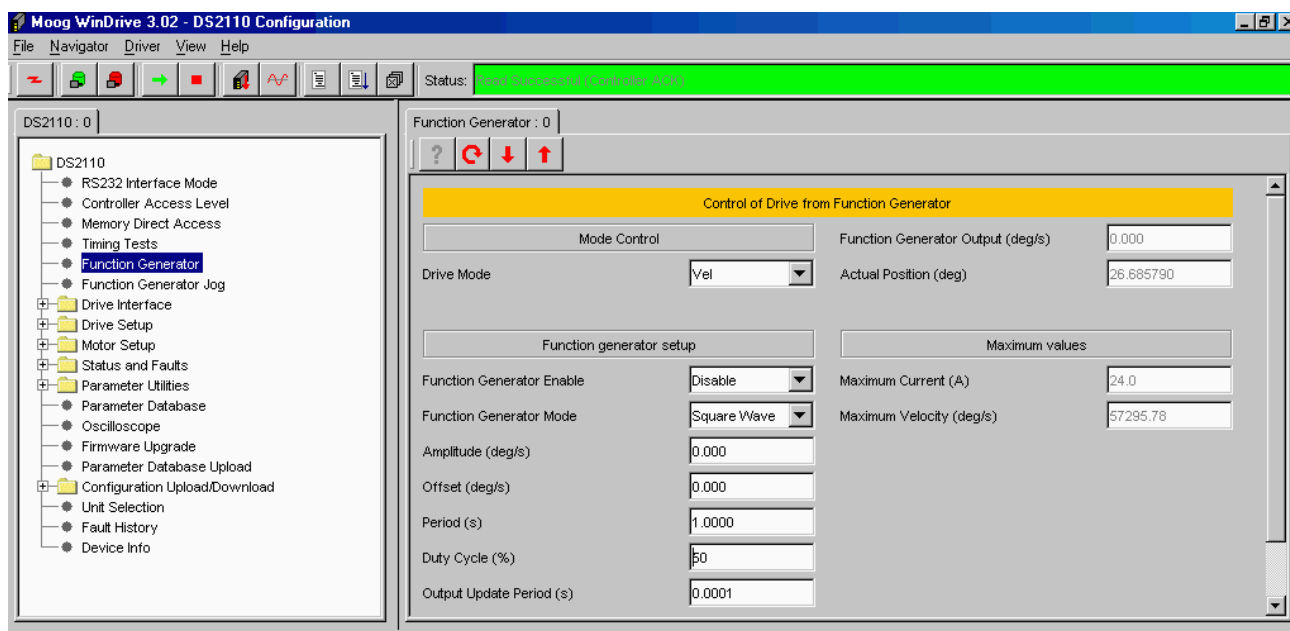 Moog WinDrive 3.02 - DS2110 Configuration
File Navigator Driver View Help
Status: Read Successful (Controller ACK)
DS2110 : 0
DS2110
RS232 Interface Mode
Controller Access Level
Memory Direct Access
Timing Tests
Function Generator
Function Generator Jog
Drive Interface
Drive Setup
Motor Setup
Status and Faults
Parameter Utilities
Parameter Database
Oscilloscope
Firmware Upgrade
Parameter Database Upload
Configuration Upload/Download
Unit Selection
Fault History
Device Info
Function Generator : 0
?
Control of Drive from Function Generator
Mode Control
Drive Mode Vel
Function Generator Output (deg/s) 0.000
Actual Position (deg) 26.685790
Function generator setup
Function Generator Enable Disable
Function Generator Mode Square Wave
Amplitude (deg/s) 0.000
Offset (deg/s) 0.000
Period (s) 1.0000
Duty Cycle (%) 50
Output Update Period (s) 0.0001
Maximum values
Maximum Current (A) 24.0
Maximum Velocity (deg/s) 57295.78